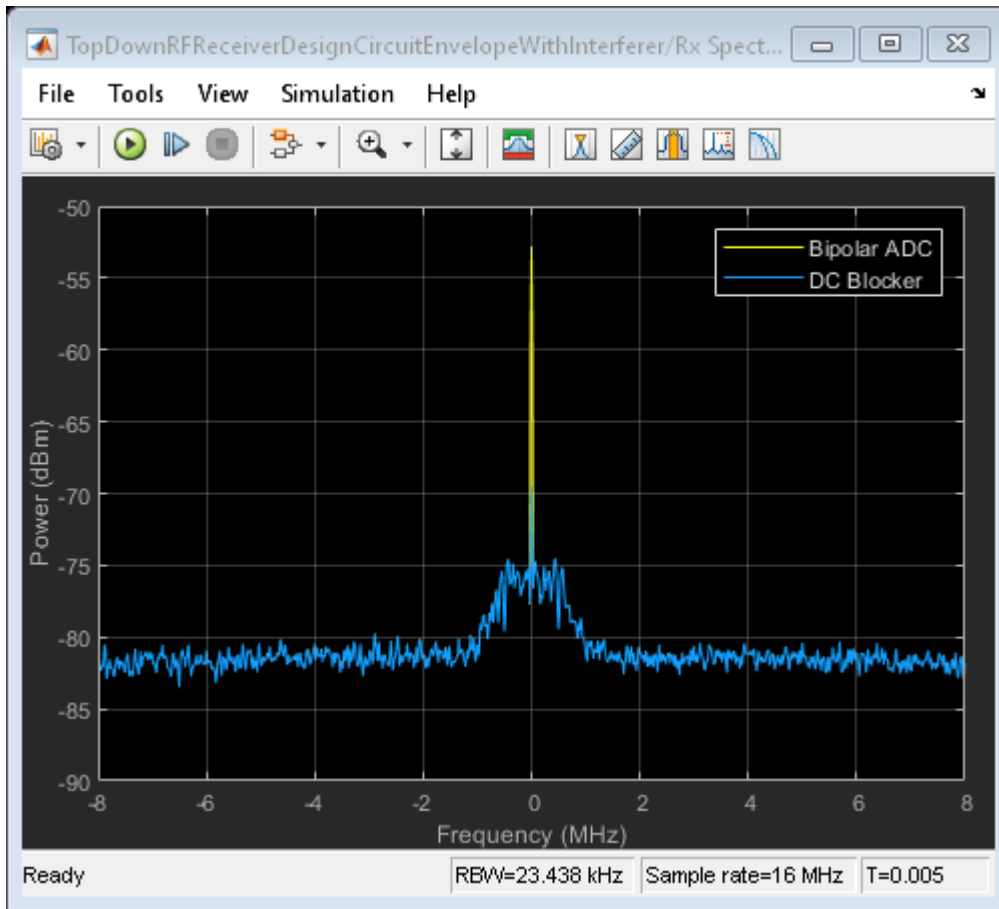 TopDownRFReceiverDesignCircuitEnvelopeWithInterferer/Rx Spect...
File Tools View Simulation Help
-50
Bipolar ADC
DC Blocker
-55
-60
-65
Power (dBm)
-70
-75
-80
-85
-90
-8 -6 -4 -2 0 2 4 6 8
Frequency (MHz)
Ready RBW=23.438 kHz Sample rate=16 MHz T=0.005